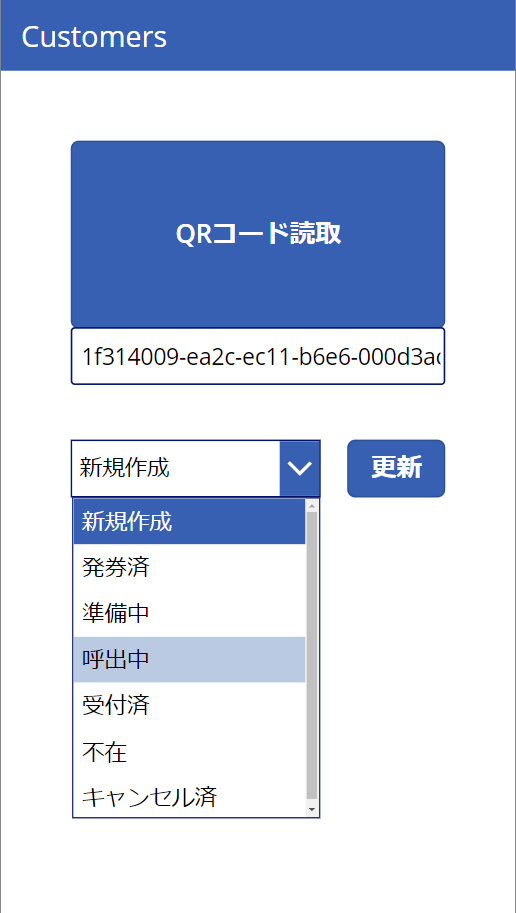 Customers
QRコード読取
1f314009-ea2c-ec11-b6e6-000d3a
新規作成
更新
新規作成
発券済
準備中
呼出中
受付済
不在
キャンセル済